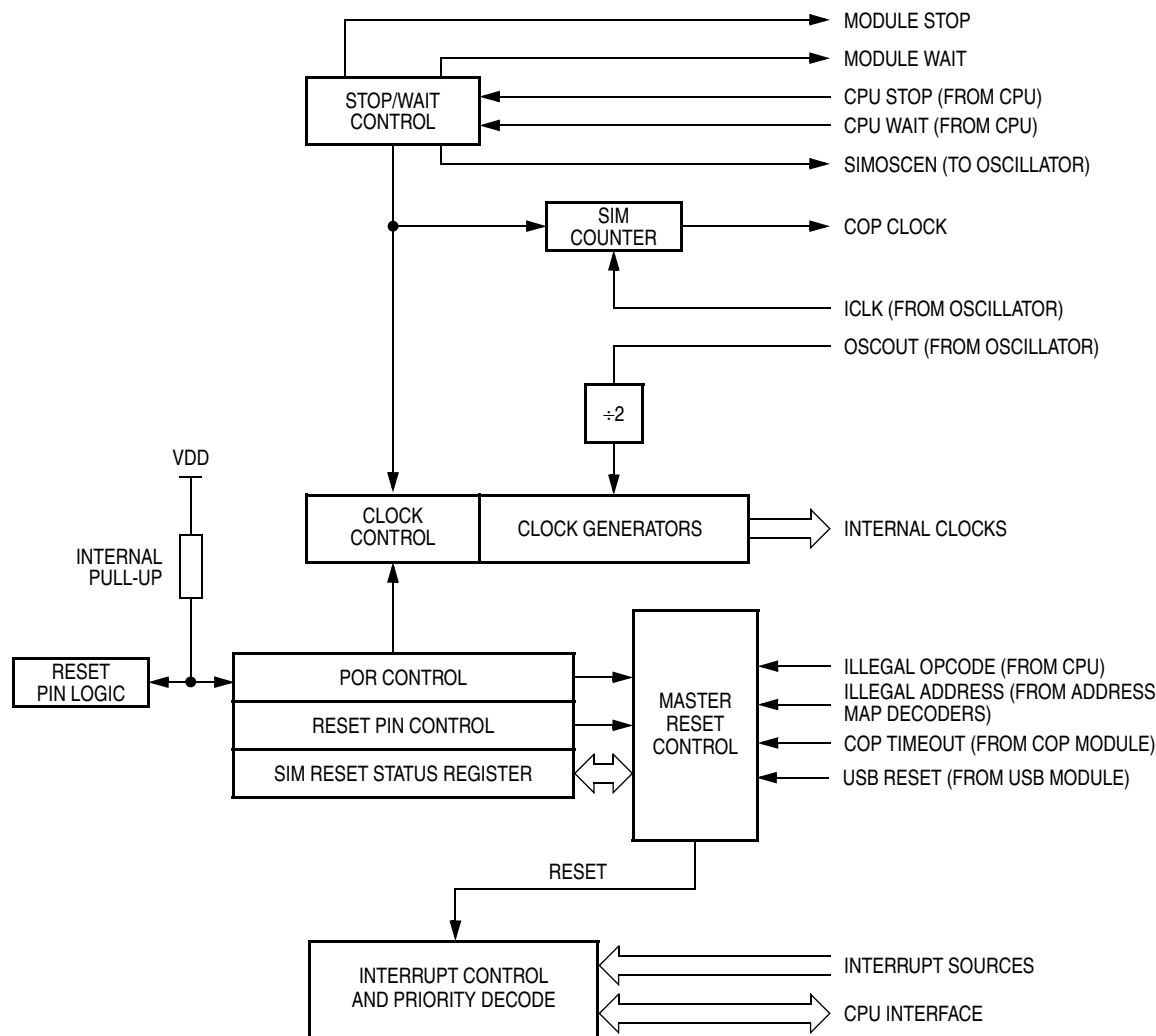 MODULE STOP
MODULE WAIT
STOP/WAIT
CONTROL
CPU STOP (FROM CPU)
CPU WAIT (FROM CPU)
SIMOSCEN (TO OSCILLATOR)
SIM
COUNTER
COP CLOCK
ICLK (FROM OSCILLATOR)
OSCOUT (FROM OSCILLATOR)
÷2
VDD
INTERNAL
PULL-UP
CLOCK
CONTROL
CLOCK GENERATORS
INTERNAL CLOCKS
RESET
PIN LOGIC
POR CONTROL
RESET PIN CONTROL
SIM RESET STATUS REGISTER
MASTER
RESET
CONTROL
ILLEGAL OPCODE (FROM CPU)
ILLEGAL ADDRESS (FROM ADDRESS
MAP DECODERS)
COP TIMEOUT (FROM COP MODULE)
USB RESET (FROM USB MODULE)
RESET
INTERRUPT CONTROL
AND PRIORITY DECODE
INTERRUPT SOURCES
CPU INTERFACE